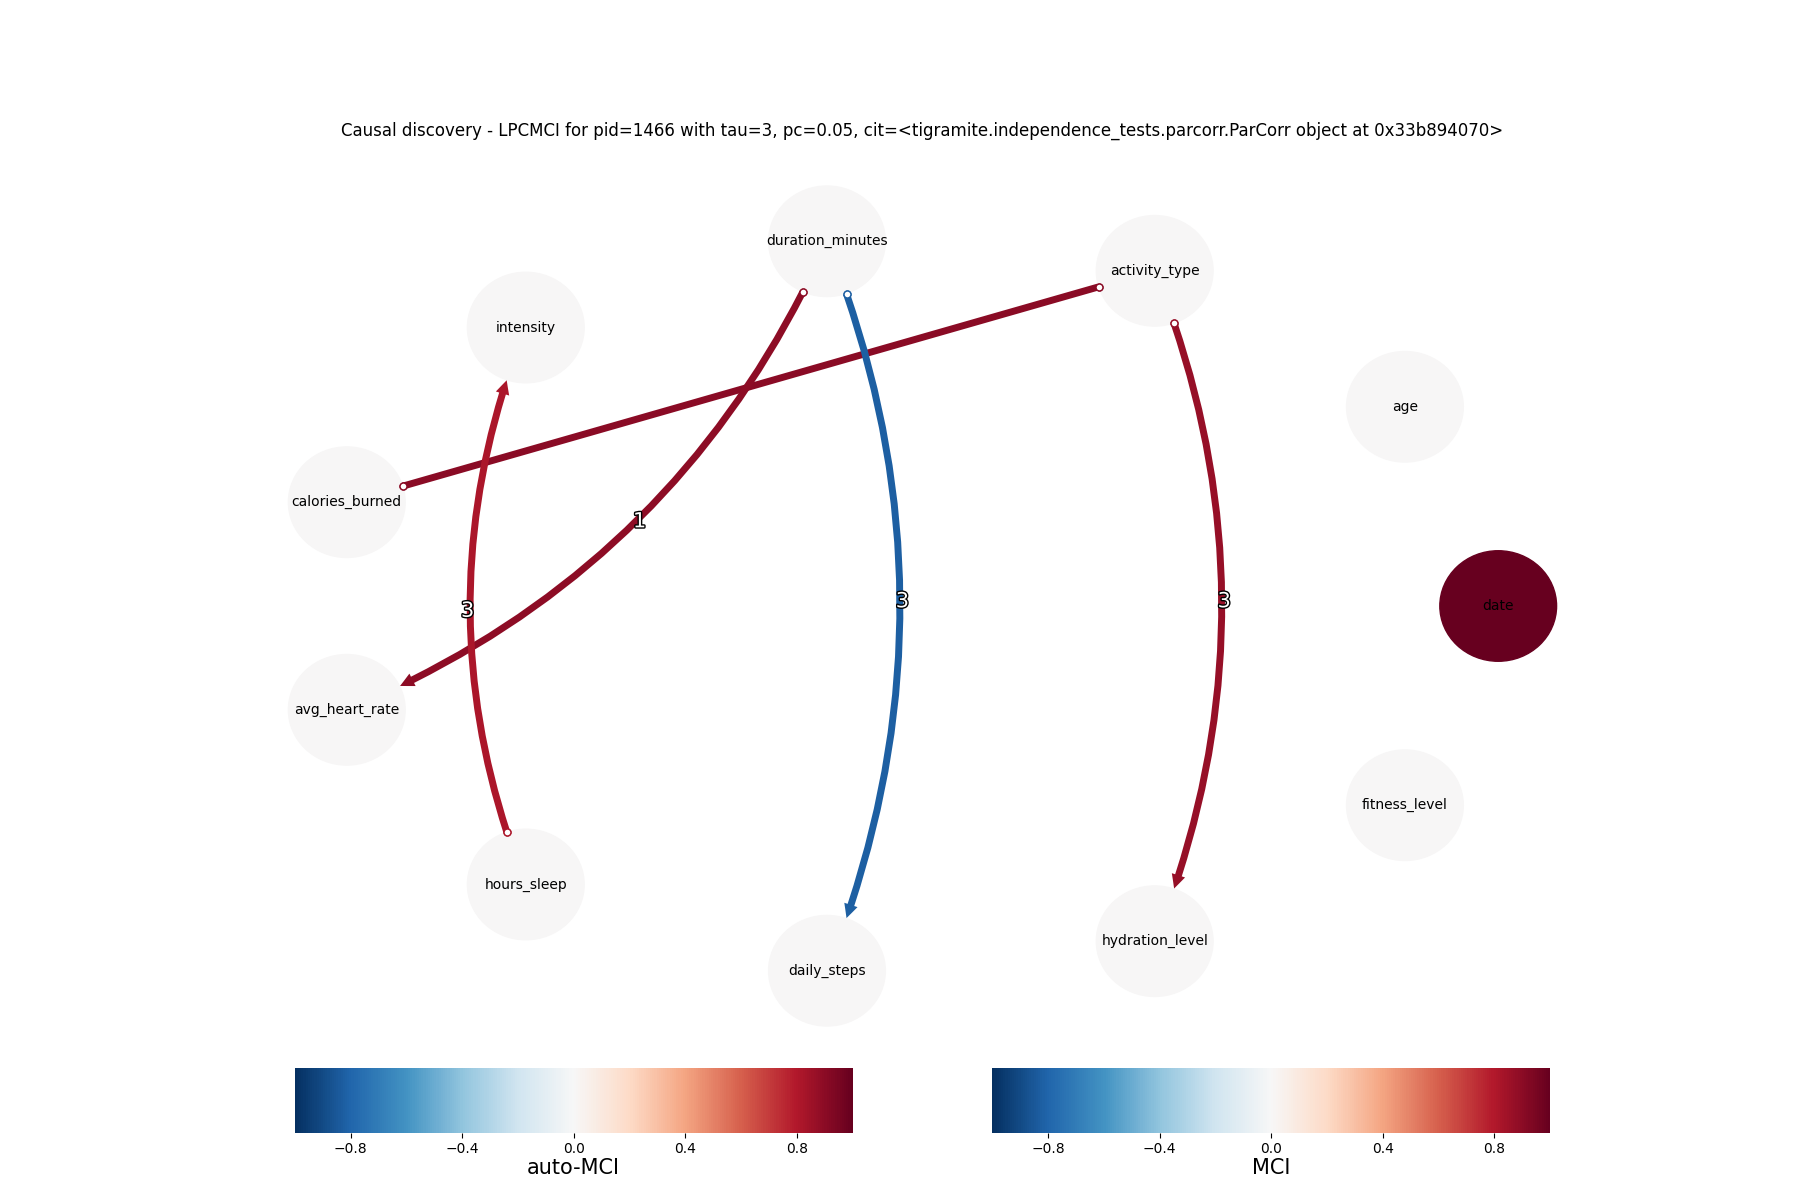 Causal discovery - LPCMCI for pid=1466 with tau=3, pc=0.05, cit=<tigramite.independence_tests.parcorr.ParCorr object at 0x33b894070>
duration_minutes
activity_type
intensity
age
calories_burned
1
3
3
3
date
avg_heart_rate
fitness_level
hours_sleep
hydration_level
daily_steps
−0.8 −0.4 0.0 0.4 0.8
auto-MCI
−0.8 −0.4 0.0 0.4 0.8
MCI